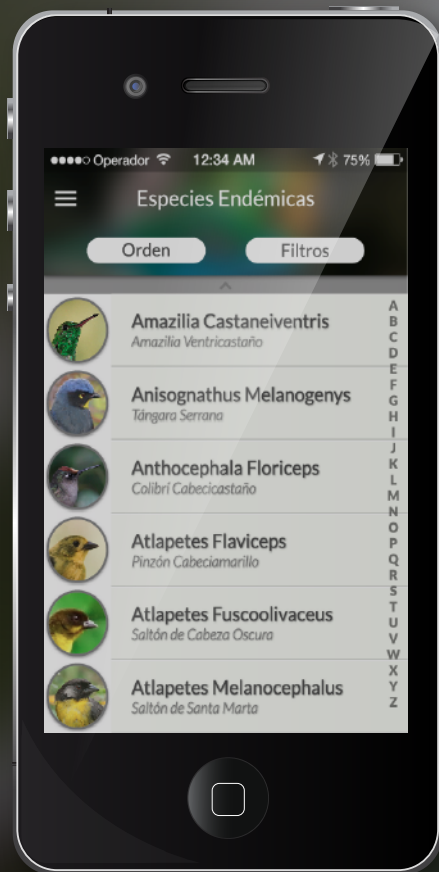 Operador 12:34 AM 75%
Especies Endémicas
Orden Filtros
Amazilia Castaneiventris
Amazilia Ventricastaño
Anisognathus Melanogenys
Tángara Serrana
Anthocephala Floriceps
Colibrí Cabecicastaño
Atlapetes Flaviceps
Pinzón Cabeciamarillo
Atlapetes Fuscoolivaceus
Saltón de Cabeza Oscura
Atlapetes Melanocephalus
Saltón de Santa Marta
A
B
C
D
E
F
G
H
I
J
K
L
M
N
O
P
Q
R
S
T
U
V
W
X
Y
Z